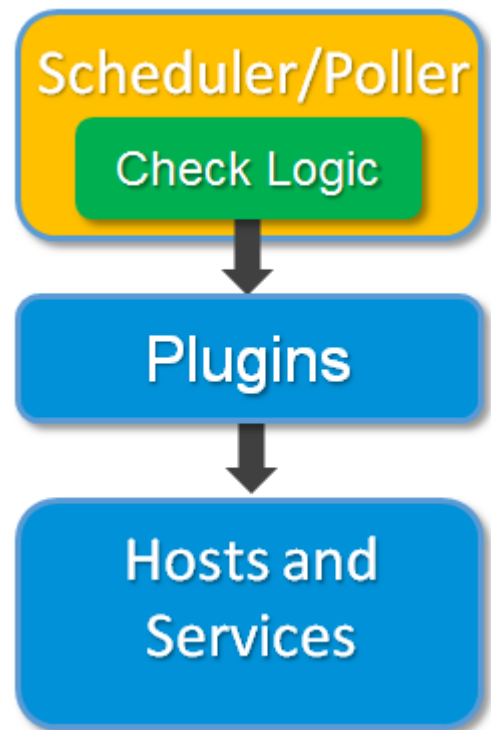 Scheduler/Poller
Check Logic
Plugins
Hosts and
Services